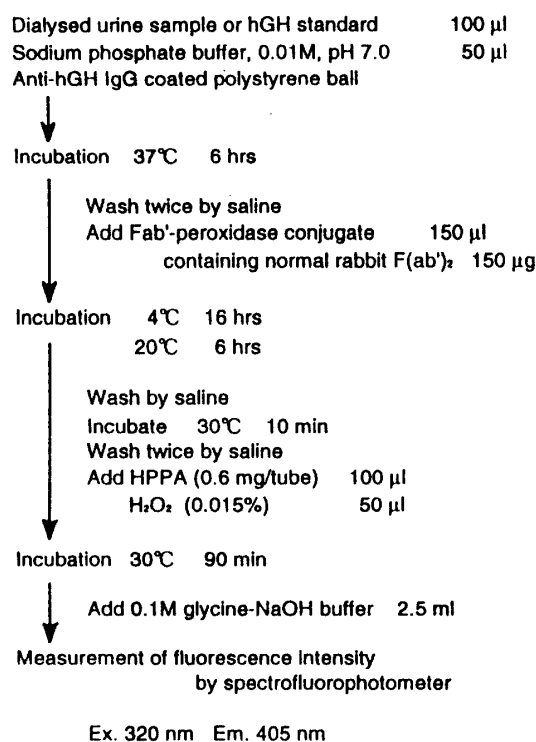 Dialysed urine sample or hGH standard 100 µl
Sodium phosphate buffer, 0.01M, pH 7.0 50 µl
Anti-hGH IgG coated polystyrene ball
Incubation 37℃ 6 hrs
Wash twice by saline
Add Fab'-peroxidase conjugate 150 µl
containing normal rabbit F(ab')₂ 150 µg
Incubation 4℃ 16 hrs
20℃ 6 hrs
Wash by saline
Incubate 30℃ 10 min
Wash twice by saline
Add HPPA (0.6 mg/tube) 100 µl
H₂O₂ (0.015%) 50 µl
Incubation 30℃ 90 min
Add 0.1M glycine-NaOH buffer 2.5 ml
Measurement of fluorescence intensity
by spectrofluorophotometer
Ex. 320 nm Em. 405 nm